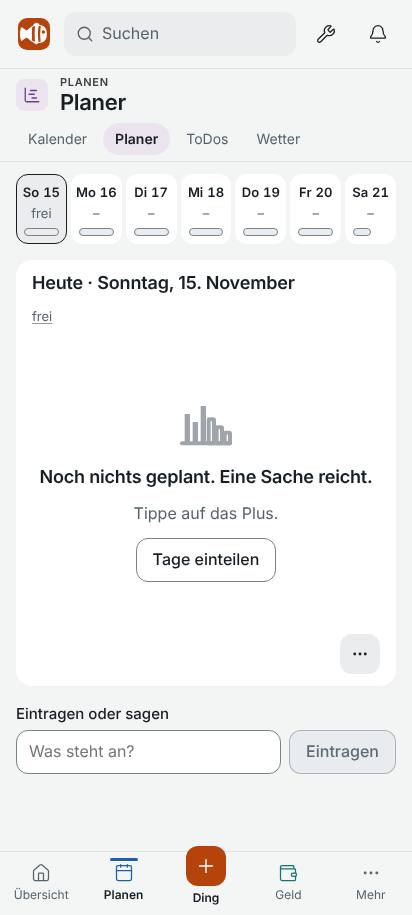 Suchen
PLANEN
Planer
Kalender Planer ToDos Wetter
So 15 Mo 16 Di 17 Mi 18 Do 19 Fr 20 Sa 21
frei – – – – – –
Heute · Sonntag, 15. November
frei
Noch nichts geplant. Eine Sache reicht.
Tippe auf das Plus.
Tage einteilen
Eintragen oder sagen
Was steht an? Eintragen
Übersicht Planen Ding Geld Mehr